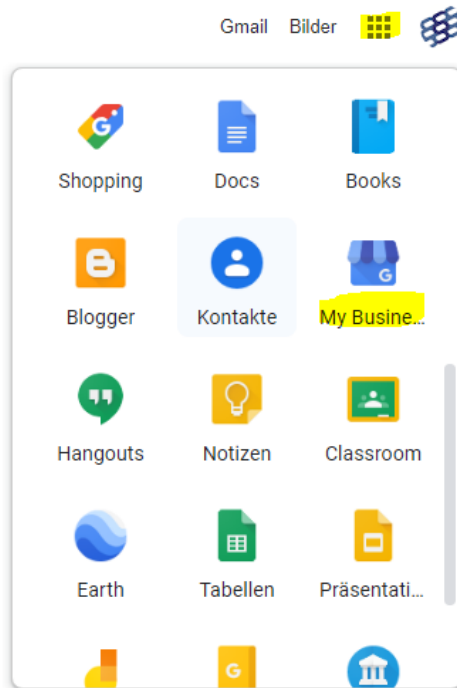 Gmail Bilder
Shopping Docs Books
Blogger Kontakte My Busine...
Hangouts Notizen Classroom
Earth Tabellen Präsentati...